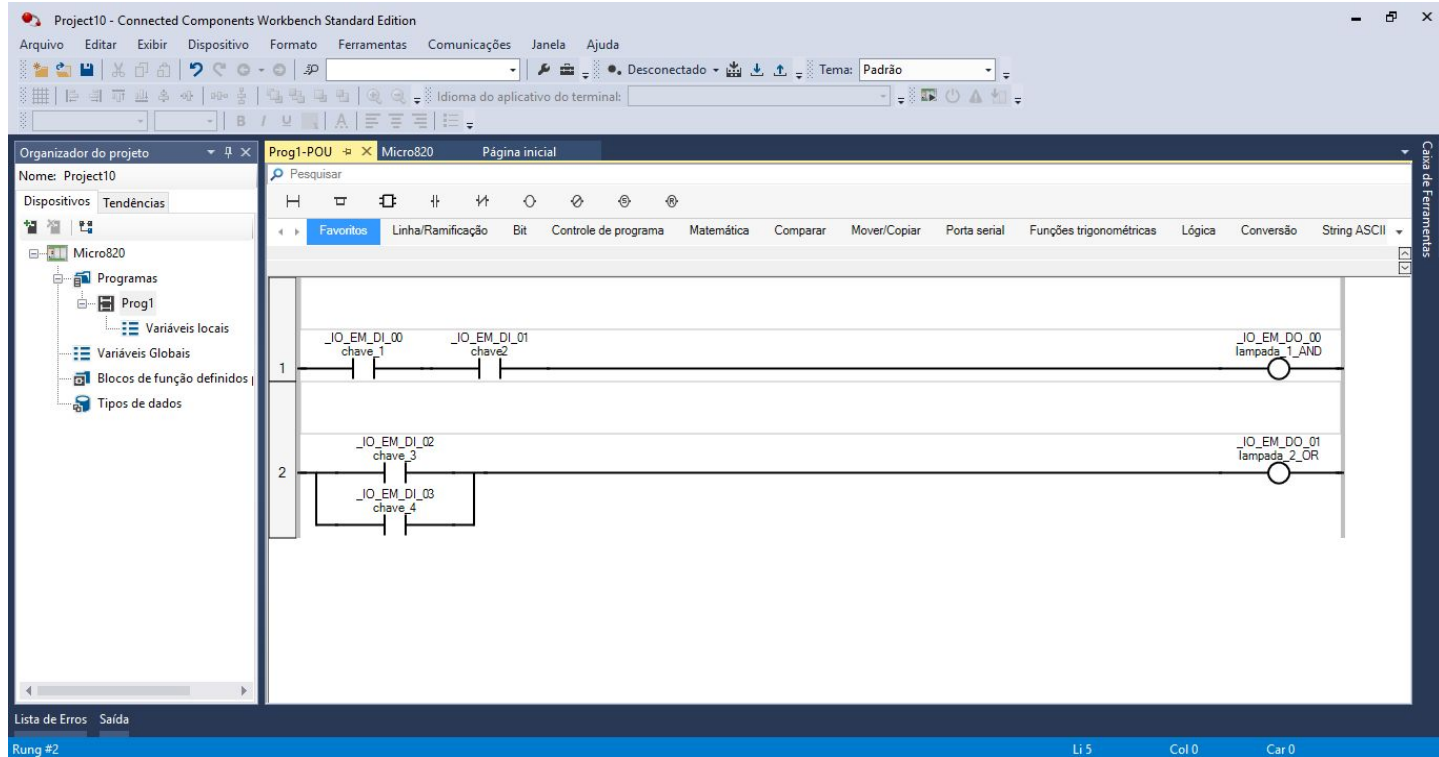 Project10 - Connected Components Workbench Standard Edition
Arquivo Editar Exibir Dispositivo Formato Ferramentas Comunicações Janela Ajuda
Desconectado Tema: Padrão
Idioma do aplicativo do terminal:
B I U A
Organizador do projeto
Nome: Project10
Dispositivos Tendências
Micro820
Programas
Prog1
Variáveis locais
Variáveis Globais
Blocos de função definidos
Tipos de dados
Prog1-POU Micro820 Página inicial
Pesquisar
S R
Favoritos Linha/Ramificação Bit Controle de programa Matemática Comparar Mover/Copiar Porta serial Funções trigonométricas Lógica Conversão String ASCII
Caixa de Ferramentas
_IO_EM_DI_00 _IO_EM_DI_01 _IO_EM_DO_00
chave_1 chave2 lampada_1_AND
1
_IO_EM_DI_02 _IO_EM_DO_01
chave_3 lampada_2_OR
2
_IO_EM_DI_03
chave_4
Lista de Erros Saída
Rung #2 Li 5 Col 0 Car 0